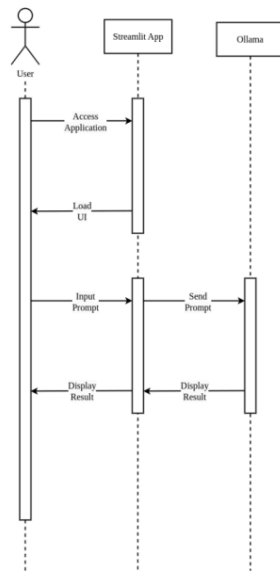 Streamlit App
Ollama
User
Access
Application
Load
UI
Input
Prompt
Send
Prompt
Display
Result
Display
Result